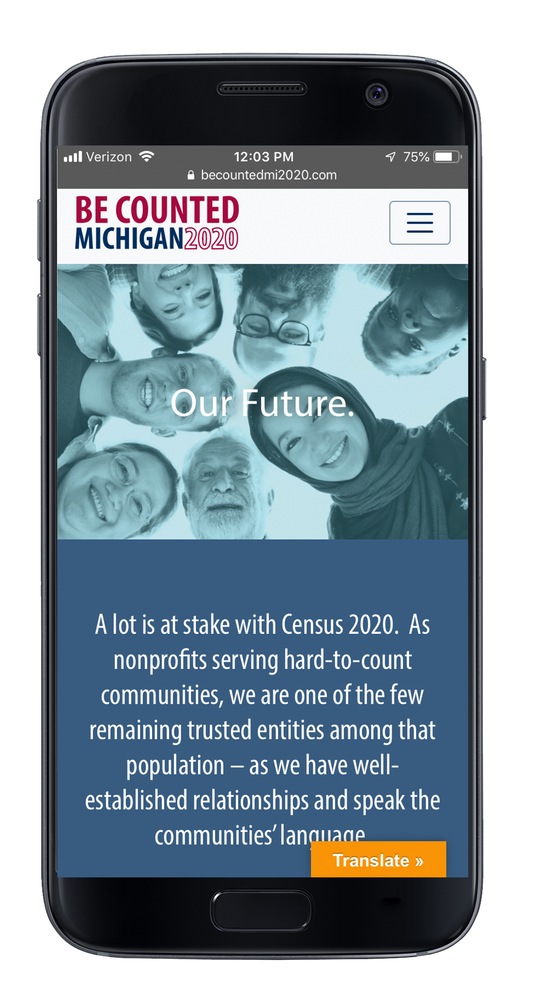 Verizon 12:03 PM 75%
becountedmi2020.com
BE COUNTED
MICHIGAN2020
Our Future.
A lot is at stake with Census 2020.  As
nonprofits serving hard-to-count
communities, we are one of the few
remaining trusted entities among that
population – as we have well-
established relationships and speak the
communities’ language
Translate »